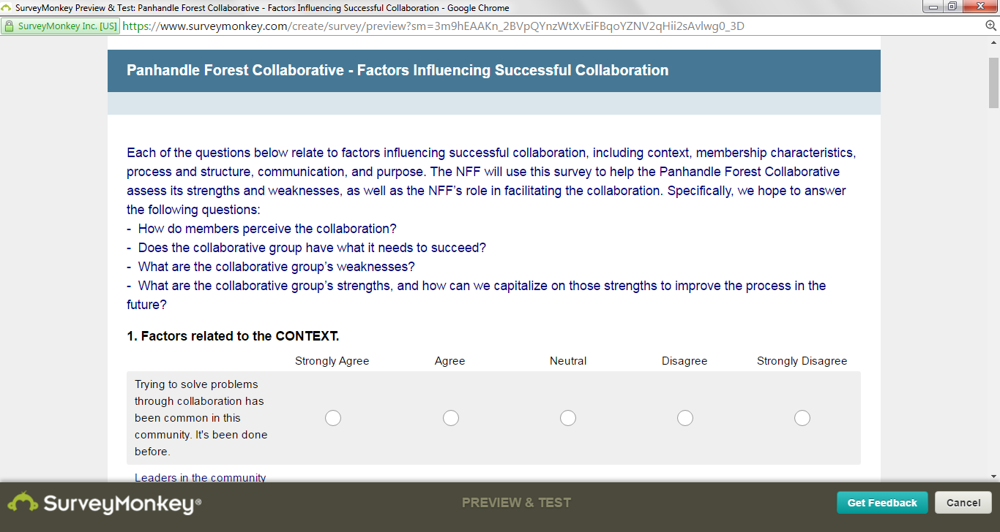 SurveyMonkey Preview & Test: Panhandle Forest Collaborative - Factors Influencing Successful Collaboration - Google Chrome
SurveyMonkey Inc. [US] https://www.surveymonkey.com/create/survey/preview?sm=3m9hEAAKn_2BVpQYnzWtXvEiFBqoYZNV2qHii2sAvlwg0_3D
Panhandle Forest Collaborative - Factors Influencing Successful Collaboration
Each of the questions below relate to factors influencing successful collaboration, including context, membership characteristics,
process and structure, communication, and purpose. The NFF will use this survey to help the Panhandle Forest Collaborative
assess its strengths and weaknesses, as well as the NFF’s role in facilitating the collaboration. Specifically, we hope to answer
the following questions:
- How do members perceive the collaboration?
- Does the collaborative group have what it needs to succeed?
- What are the collaborative group’s weaknesses?
- What are the collaborative group’s strengths, and how can we capitalize on those strengths to improve the process in the
future?
1. Factors related to the CONTEXT.
Strongly Agree Agree Neutral Disagree Strongly Disagree
Trying to solve problems
through collaboration has
been common in this
community. It's been done
before.
Leaders in the community
SurveyMonkey® PREVIEW & TEST Get Feedback Cancel